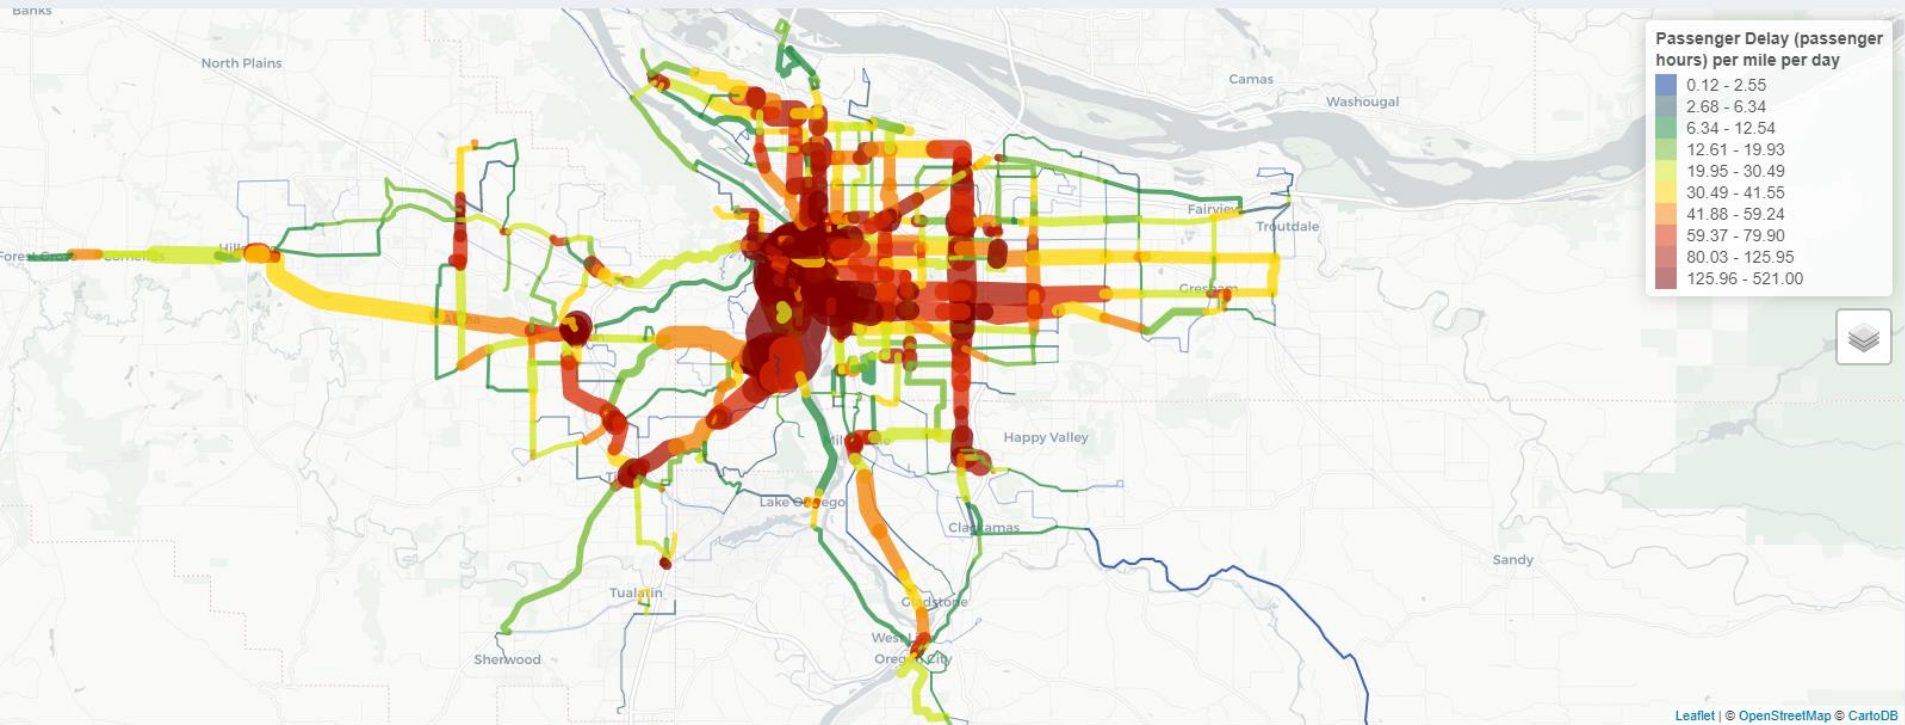 Banks
North Plains
Camas
Washougal
Fairview
Troutdale
Gresham
Happy Valley
Lake Oswego
Clackamas
Sandy
Tualatin
Gladstone
Sherwood
Oregon City
Passenger Delay (passenger
hours) per mile per day
0.12 - 2.55
2.68 - 6.34
6.34 - 12.54
12.61 - 19.93
19.95 - 30.49
30.49 - 41.55
41.88 - 59.24
59.37 - 79.90
80.03 - 125.95
125.96 - 521.00
Leaflet | © OpenStreetMap © CartoDB